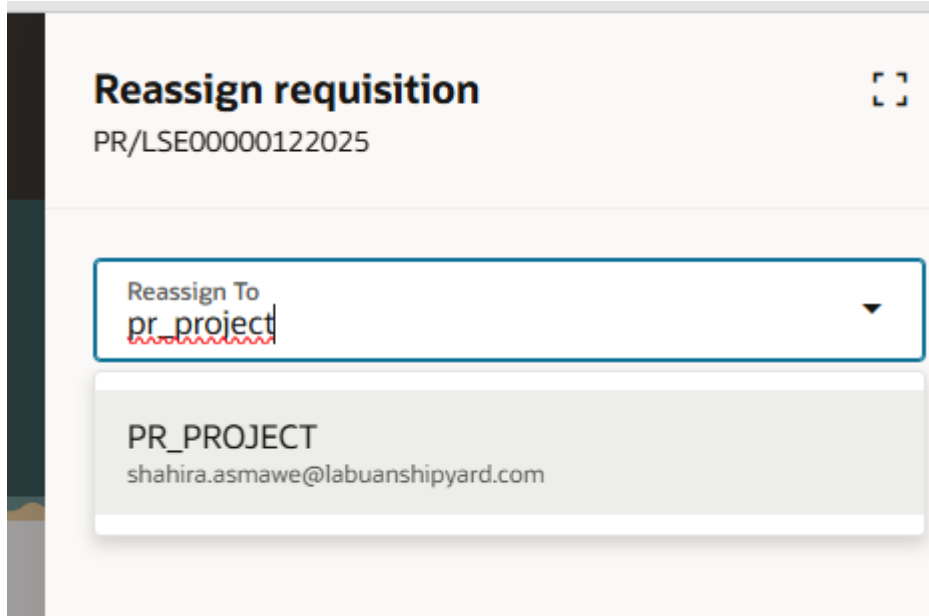 Reassign requisition
PR/LSE00000122025
Reassign To
pr_project
PR_PROJECT
shahira.asmawe@labuanshipyard.com